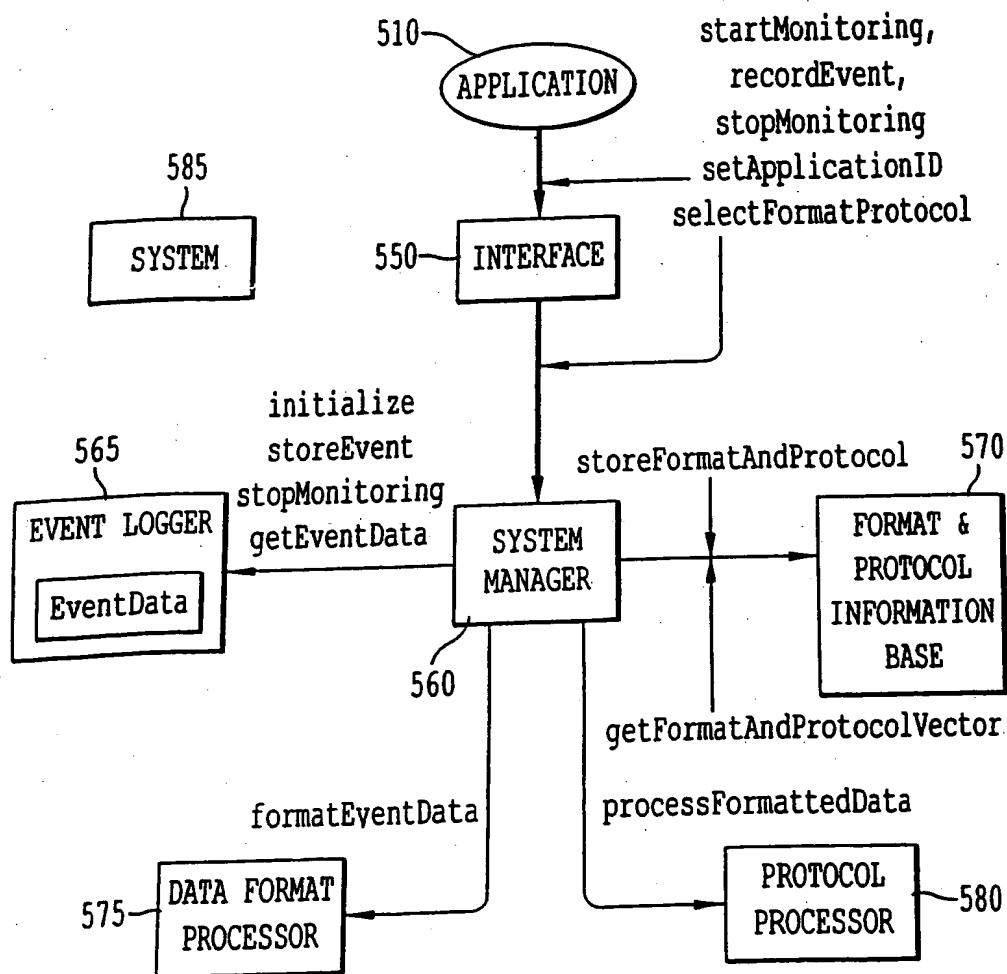 510
APPLICATION
startMonitoring,
recordEvent,
stopMonitoring
setApplicationID
selectFormatProtocol
585
SYSTEM
550
INTERFACE
initialize
storeEvent
stopMonitoring
getEventData
565
EVENT LOGGER
EventData
SYSTEM
MANAGER
560
storeFormatAndProtocol
570
FORMAT &
PROTOCOL
INFORMATION
BASE
getFormatAndProtocolVector
formatEventData
processFormattedData
575
DATA FORMAT
PROCESSOR
PROTOCOL
PROCESSOR
580